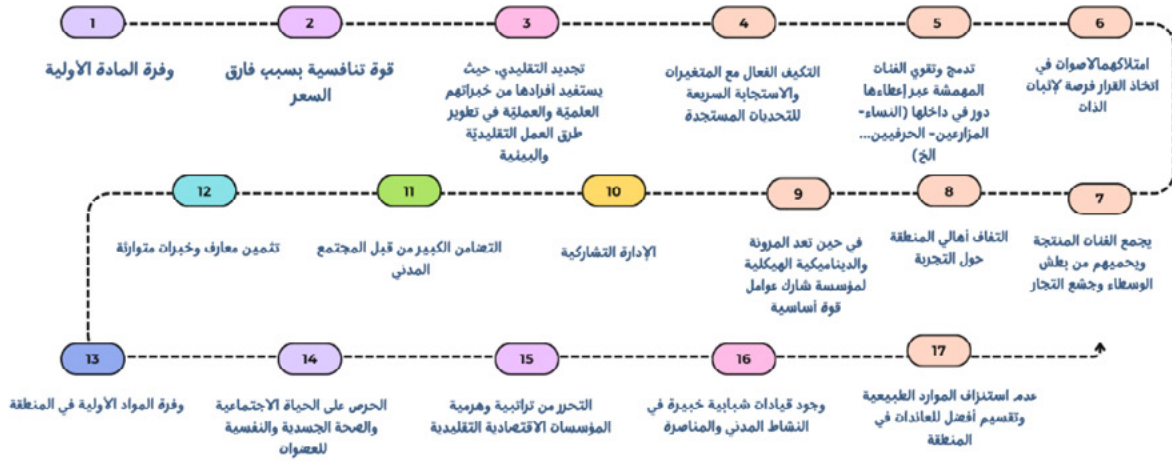 1
وفرة المادة الأولية
2
قوة تنافسية بسبب فارق
السعر
3
تجديد التقليدي، حيث
يستفيد أفرادها من خبراتهم
العلميّة والعمليّة في تطوير
طرق العمل التقليديّة
والبيئية
4
التكيف الفعال مع المتغيرات
والاستجابة السريعة
للتحديات المستجدة
5
تدمج وتقوي الفئات
المهمشة عبر إعطاءها
دور في داخلها (النساء-
المزارعين- الحرفيين...
الخ)
6
امتلاكهم الاصوات في
اتخاذ القرار فرصة لإثبات
الذات
7
يجمع الفئات المنتجة
ويحميهم من بطش
الوسطاء وجشع التجار
8
التفاف أهالي المنطقة
حول التجربة
9
في حين تعد المرونة
والديناميكية الهيكلية
لمؤسسة شارك عوامل
قوة أساسية
10
الإدارة التشاركية
11
التضامن الكبير من قبل المجتمع
المدني
12
تثمين معارف وخبرات متوارثة
13
وفرة المواد الأولية في المنطقة
14
الحرص على الحياة الاجتماعية
والصحة الجسدية والنفسية
للعضوات
15
التحرر من تراتبية وهرمية
المؤسسات الاقتصادية التقليدية
16
وجود قيادات شبابية خبيرة في
النشاط المدني والمناصرة
17
عدم استنزاف الموارد الطبيعية
وتقسيم أفضل للعائدات في
المنطقة